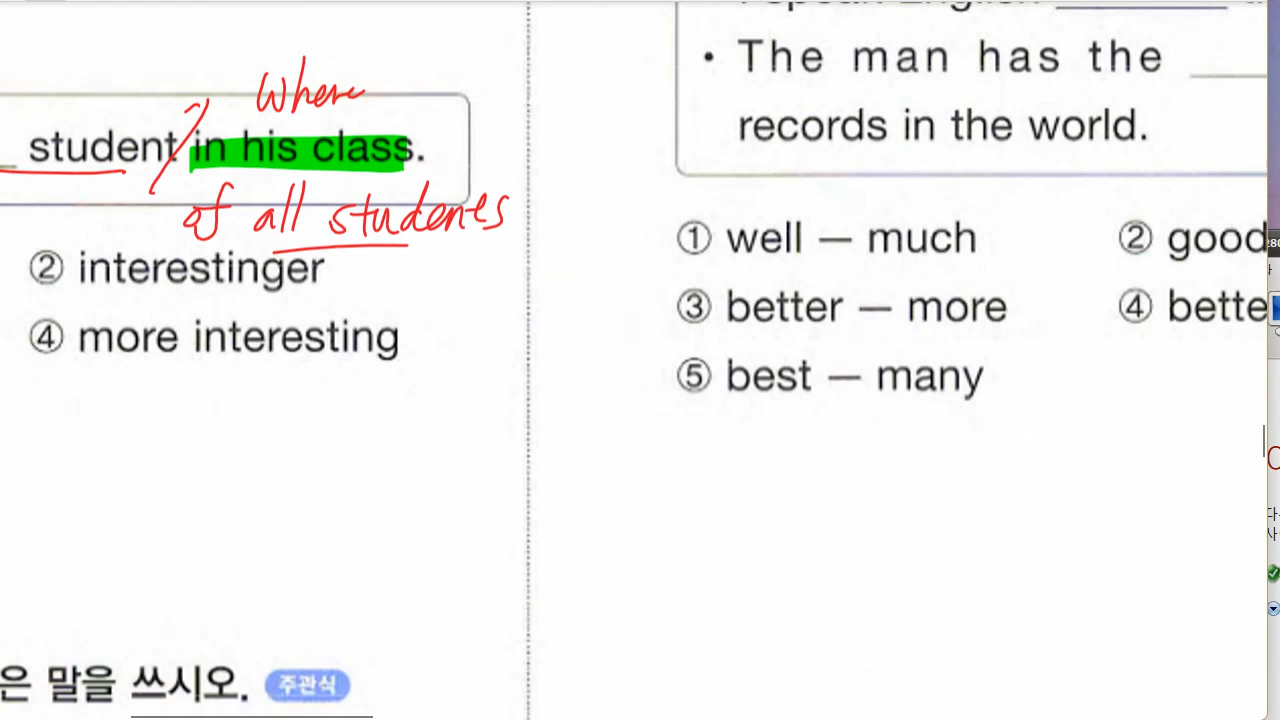 where
student in his class.
of all students
② interestinger
④ more interesting
은 말을 쓰시오. 주관식
I speak English
• The man has the
records in the world.
① well — much ② good
③ better — more ④ bette
⑤ best — many